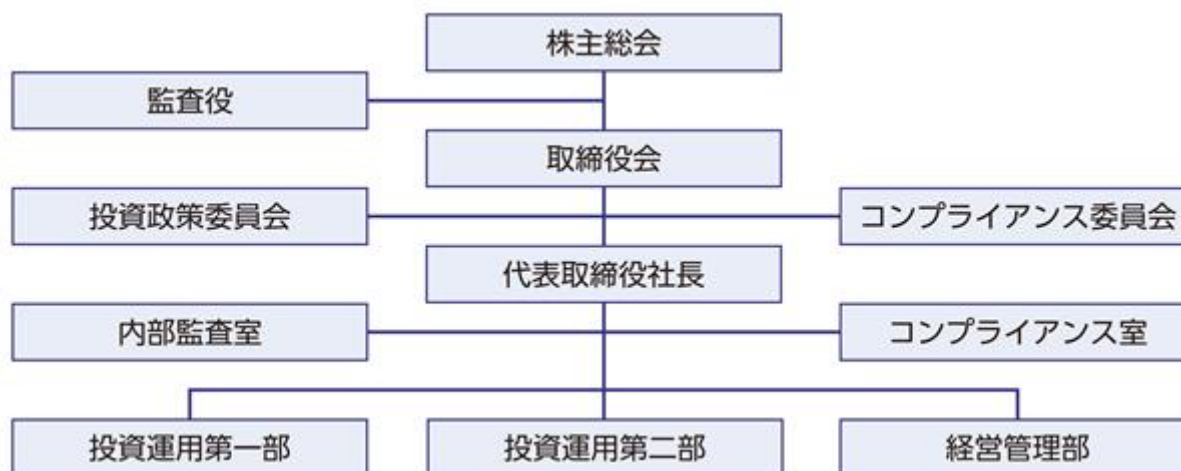 株主総会
監査役
取締役会
投資政策委員会
コンプライアンス委員会
代表取締役社長
内部監査室
コンプライアンス室
投資運用第一部
投資運用第二部
経営管理部